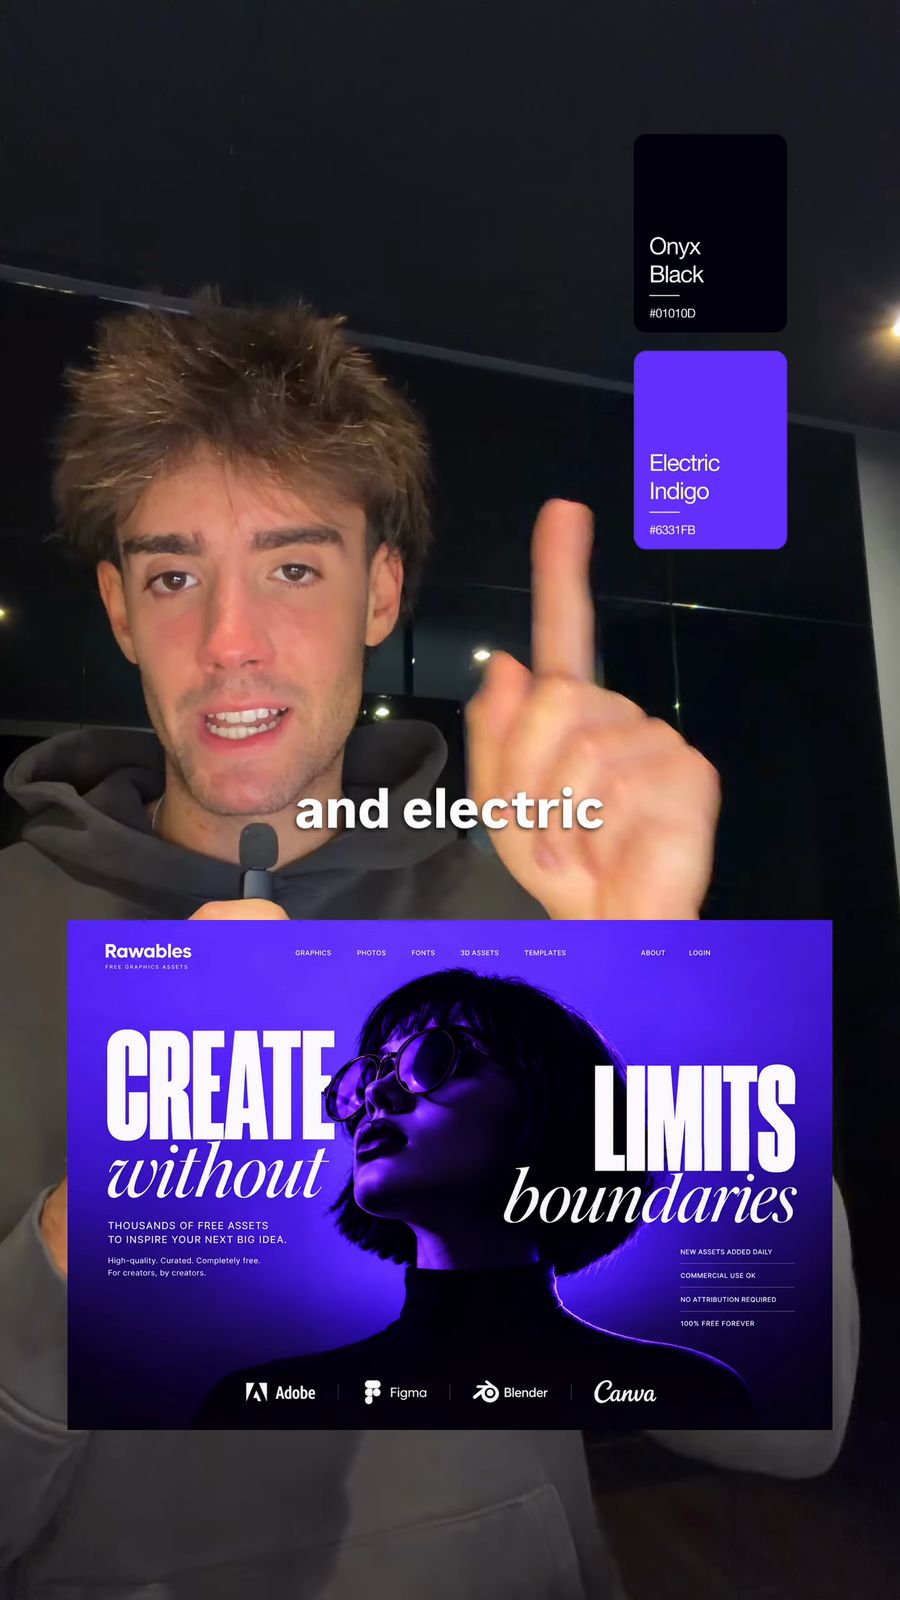 Onyx
Black
#01010D
Electric
Indigo
#6331FB
and electric
Rawables
FREE GRAPHICS ASSETS
GRAPHICS PHOTOS FONTS 3D ASSETS TEMPLATES ABOUT LOGIN
CREATE
without
LIMITS
boundaries
THOUSANDS OF FREE ASSETS
TO INSPIRE YOUR NEXT BIG IDEA.
High-quality. Curated. Completely free.
For creators, by creators.
NEW ASSETS ADDED DAILY
COMMERCIAL USE OK
NO ATTRIBUTION REQUIRED
100% FREE FOREVER
Adobe Figma Blender Canva